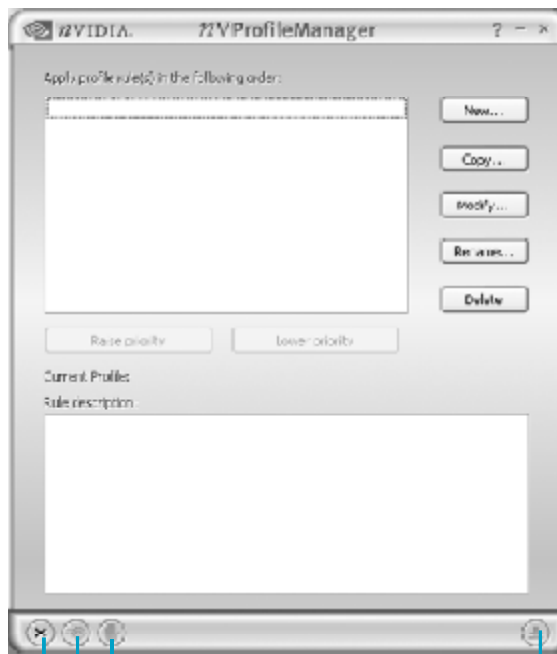 nVIDIA. nVProfileManager ? - ×
Apply profile rule(s) in the following order:
New...
Copy...
Modify...
Rename...
Delete
Raise priority Lower priority
Current Profile:
Rule description: